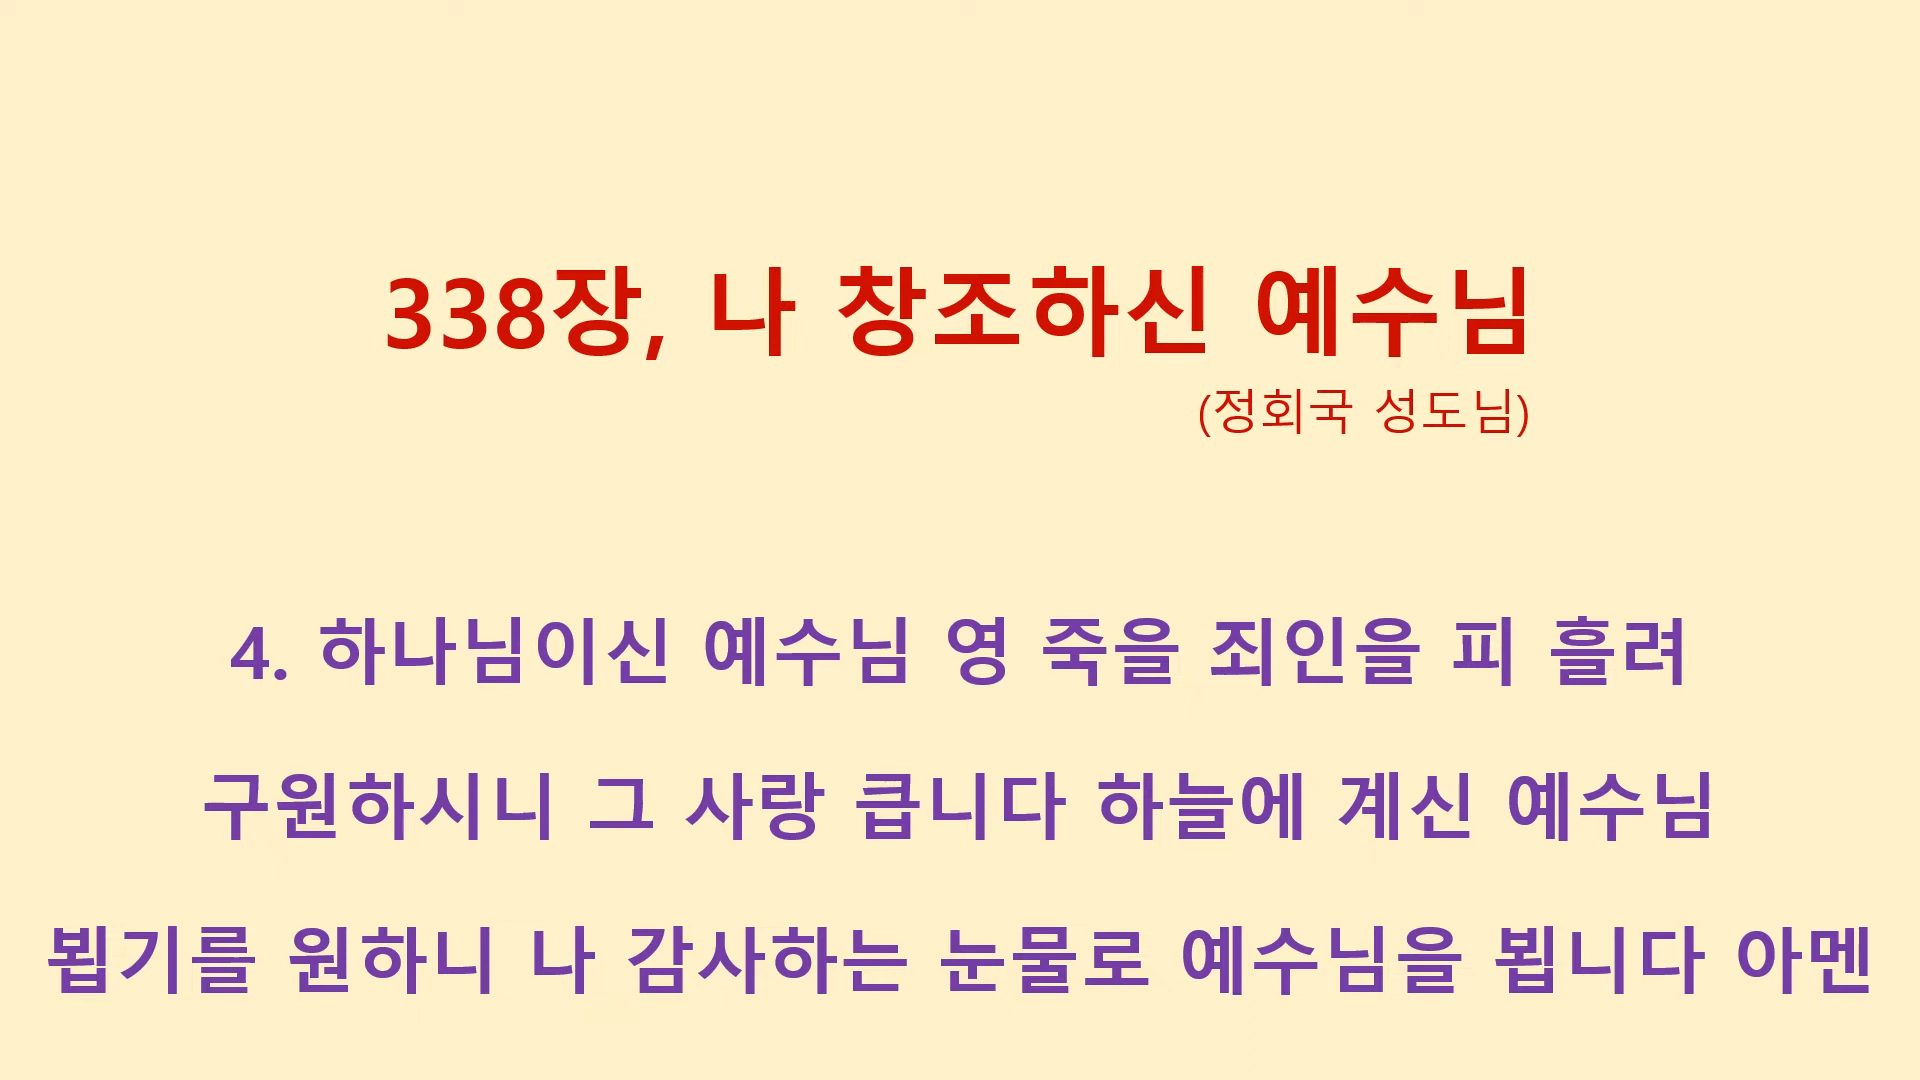 338장, 나 창조하신 예수님
(정회국 성도님)
4. 하나님이신 예수님 영 죽을 죄인을 피 흘려
구원하시니 그 사랑 큽니다 하늘에 계신 예수님
뵙기를 원하니 나 감사하는 눈물로 예수님을 뵙니다 아멘